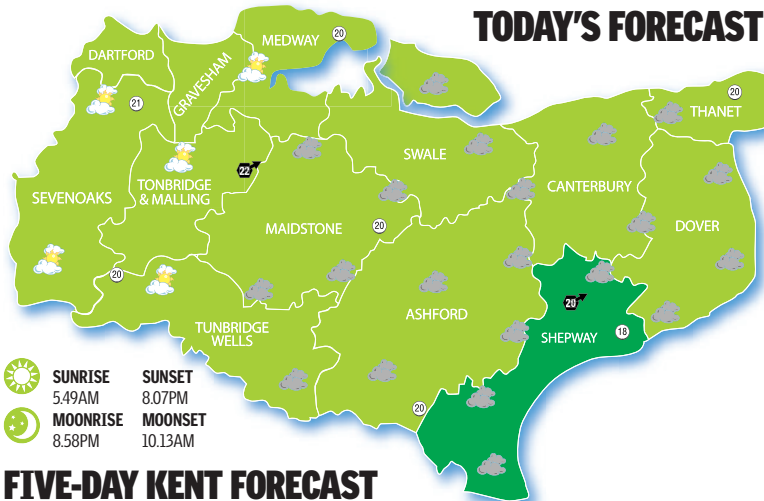 TODAY'S FORECAST
MEDWAY
20
DARTFORD
GRAVESHAM
21
20
THANET
SWALE
22
SEVENOAKS
TONBRIDGE
& MALLING
CANTERBURY
MAIDSTONE
20
DOVER
20
20
ASHFORD
TUNBRIDGE
WELLS
SHEPWAY
18
20
SUNRISE SUNSET
5.49AM 8.07PM
MOONRISE MOONSET
8.58PM 10.13AM
FIVE-DAY KENT FORECAST